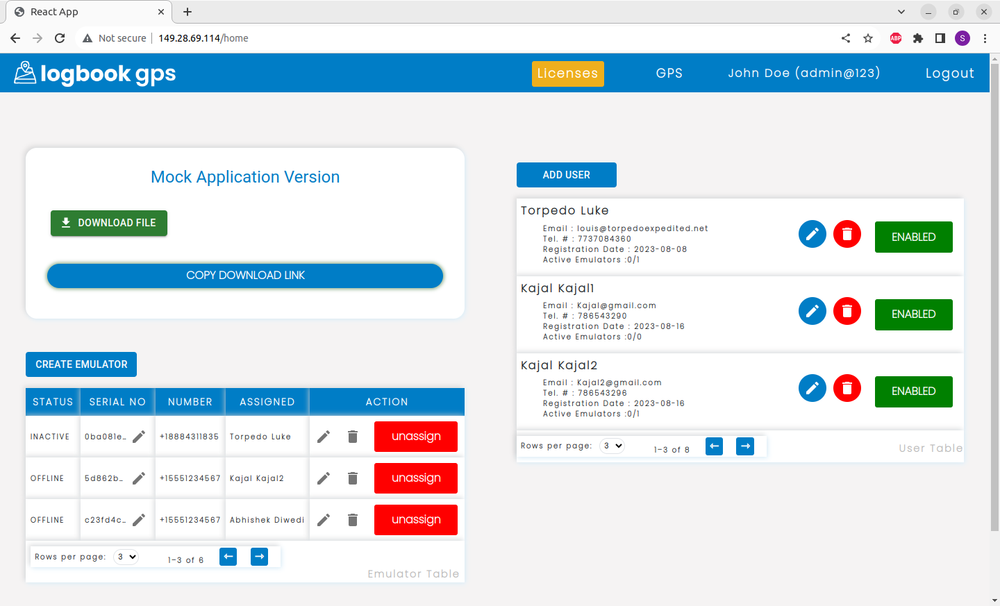 React App
Not secure
149.28.69.114/home
ABP
S
logbook gps
Licenses
GPS
John Doe (admin@123)
Logout
Mock Application Version
DOWNLOAD FILE
COPY DOWNLOAD LINK
CREATE EMULATOR
STATUS SERIAL NO NUMBER ASSIGNED ACTION
INACTIVE 0ba081e... +18884311835 Torpedo Luke unassign
OFFLINE 5d862b... +15551234567 Kajal Kajal2 unassign
OFFLINE c23fd4c... +15551234567 Abhishek Diwedi unassign
Rows per page: 3 1–3 of 6
Emulator Table
ADD USER
Torpedo Luke
Email : louis@torpedoexpedited.net
Tel. # : 7737084360
Registration Date : 2023-08-08
Active Emulators :0/1
ENABLED
Kajal Kajal1
Email : Kajal@gmail.com
Tel. # : 786543290
Registration Date : 2023-08-16
Active Emulators :0/0
ENABLED
Kajal Kajal2
Email : Kajal2@gmail.com
Tel. # : 786543296
Registration Date : 2023-08-16
Active Emulators :0/1
ENABLED
Rows per page: 3 1–3 of 8
User Table